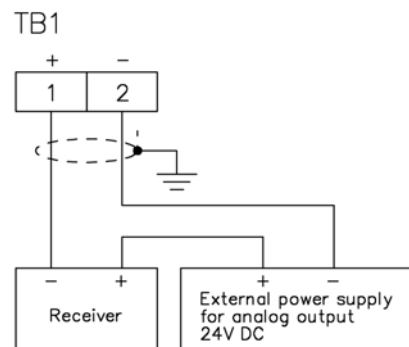 TB1
+ −
1 2
− + + −
Receiver
External power supply
for analog output
24V DC